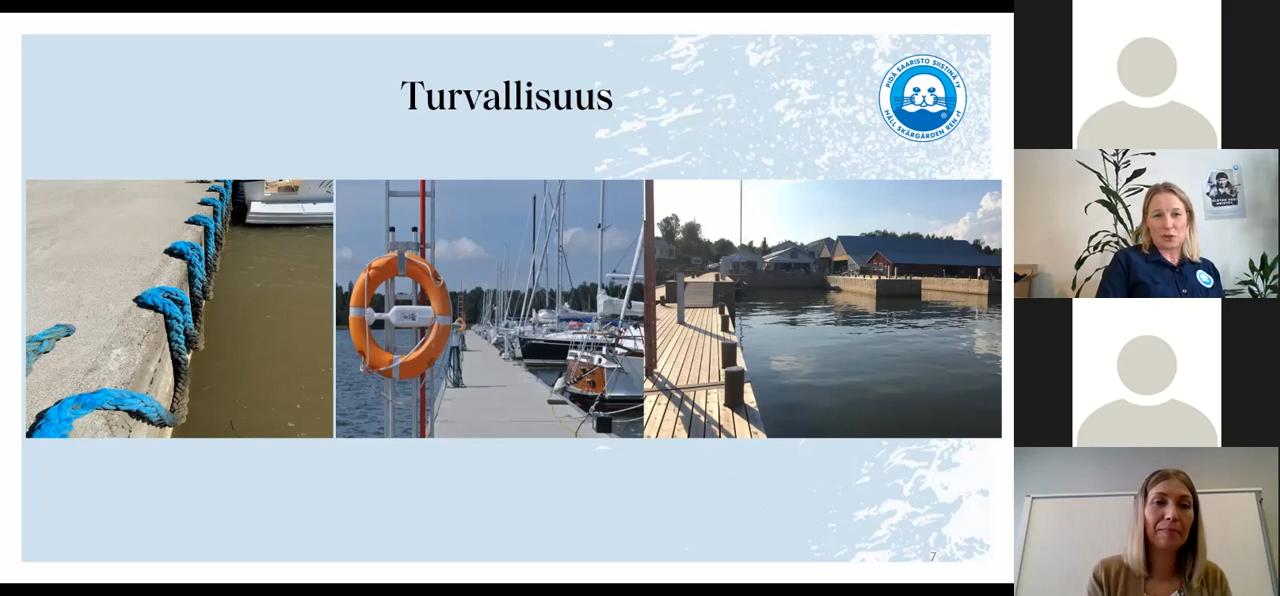 Turvallisuus
PIDÄ SAARISTO SIISTINÄ ry
HÅLL SKÄRGÅRDEN REN rf
®
7